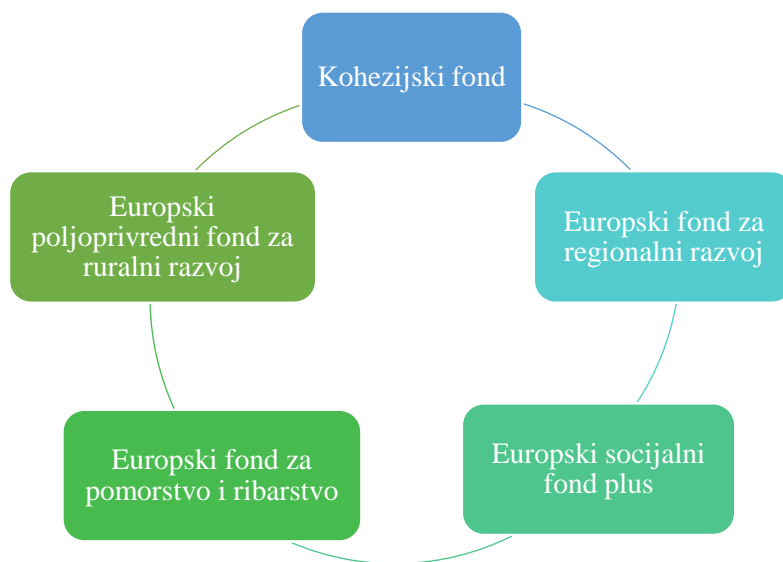 Kohezijski fond
Europski
poljoprivredni fond za
ruralni razvoj
Europski fond za
regionalni razvoj
Europski fond za
pomorstvo i ribarstvo
Europski socijalni
fond plus